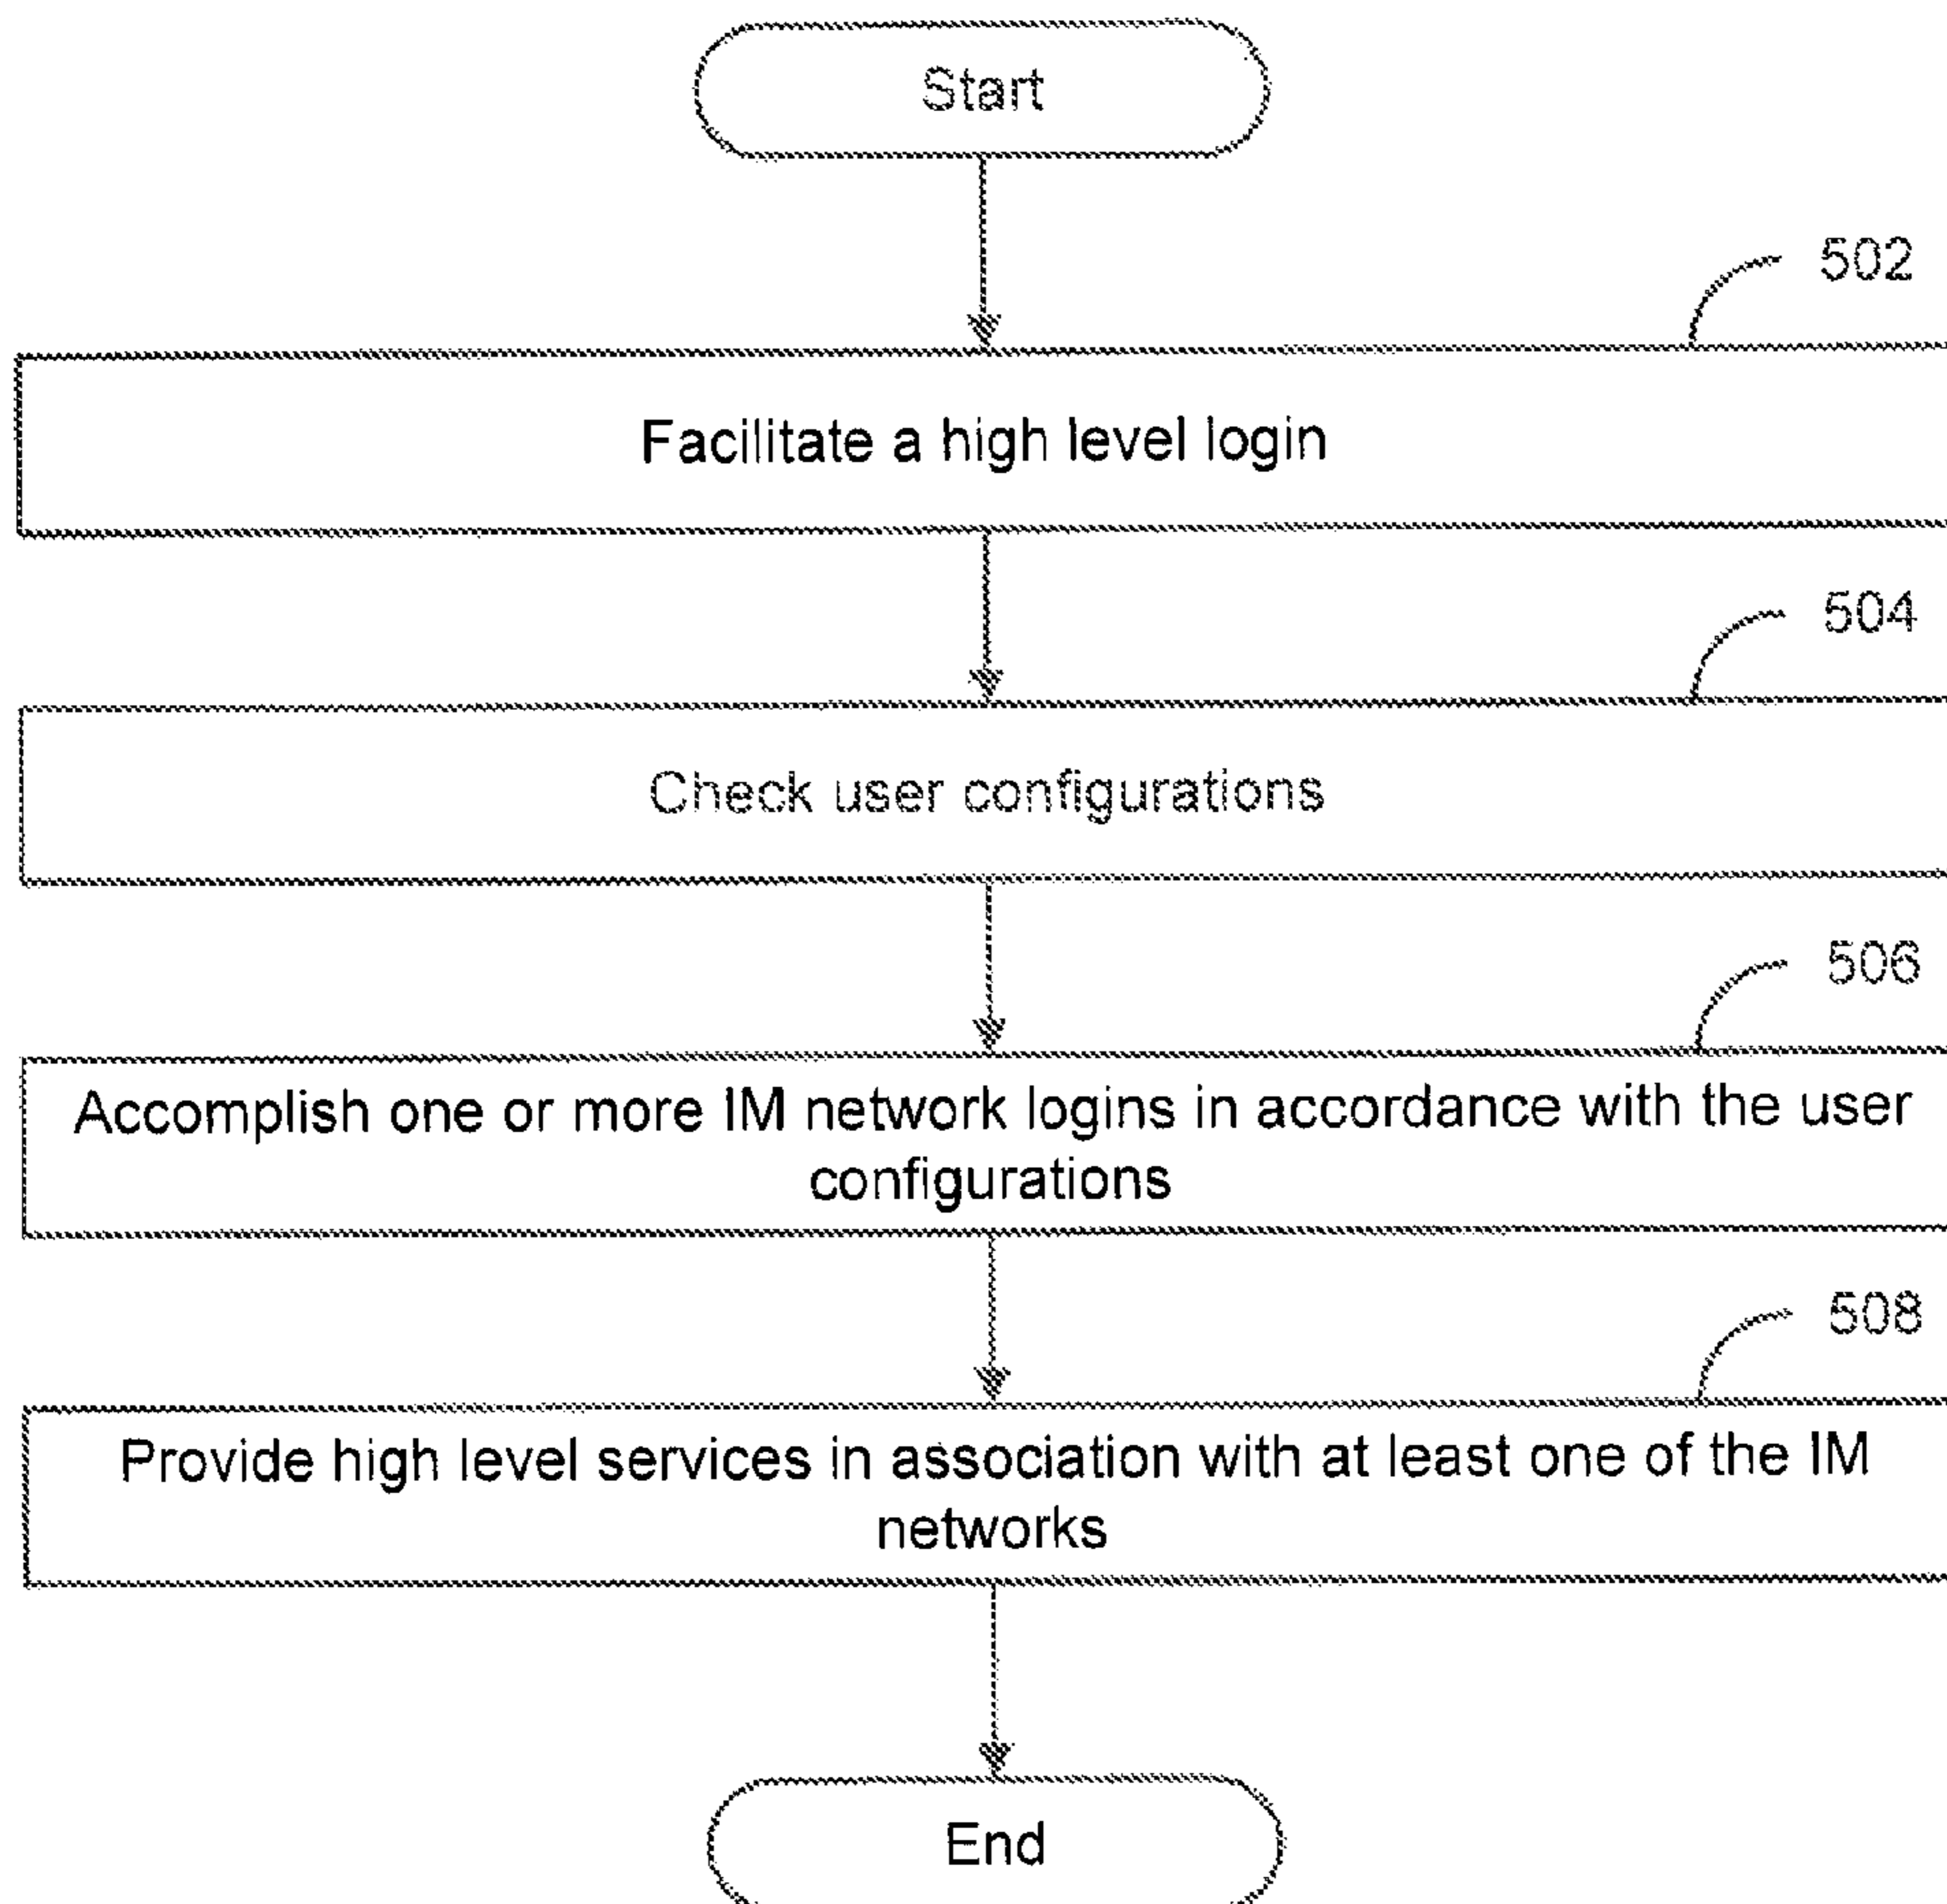 Start
502
Facilitate a high level login
504
Check user configurations
506
Accomplish one or more IM network logins in accordance with the user
configurations
508
Provide high level services in association with at least one of the IM
networks
End